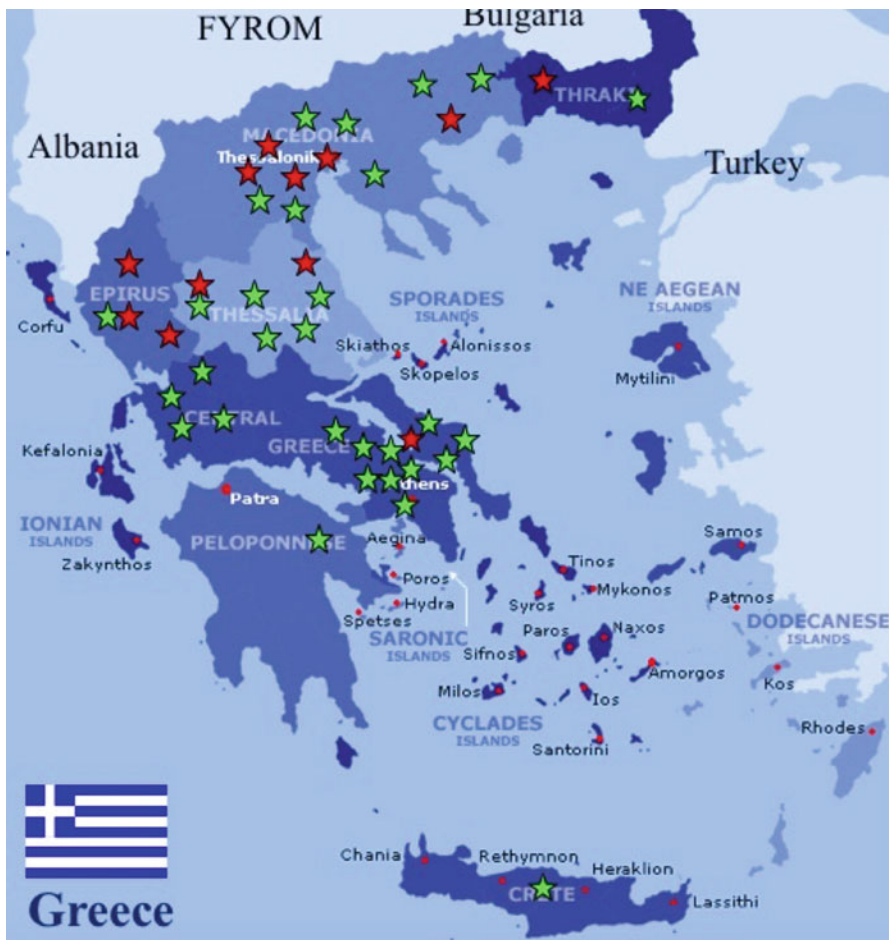 Bulgaria
FYROM
THRAKI
MACEDONIA
Albania
Thessalonik
Turkey
EPIRUS
THESSALIA
SPORADES
ISLANDS
NE AEGEAN
ISLANDS
Corfu
Skiathos
Alonissos
Skopelos
Mytilini
CENTRAL
GREECE
Kefalonia
Athens
Patra
IONIAN
ISLANDS
Zakynthos
PELOPONNESE
Aegina
Samos
Tinos
Poros
Mykonos
Syros
Patmos
Hydra
Spetses
DODECANESE
ISLANDS
SARONIC
ISLANDS
Paros
Naxos
Sifnos
Amorgos
Kos
Milos
Ios
CYCLADES
ISLANDS
Rhodes
Santorini
Chania
Rethymnon
Heraklion
CRETE
Lassithi
Greece